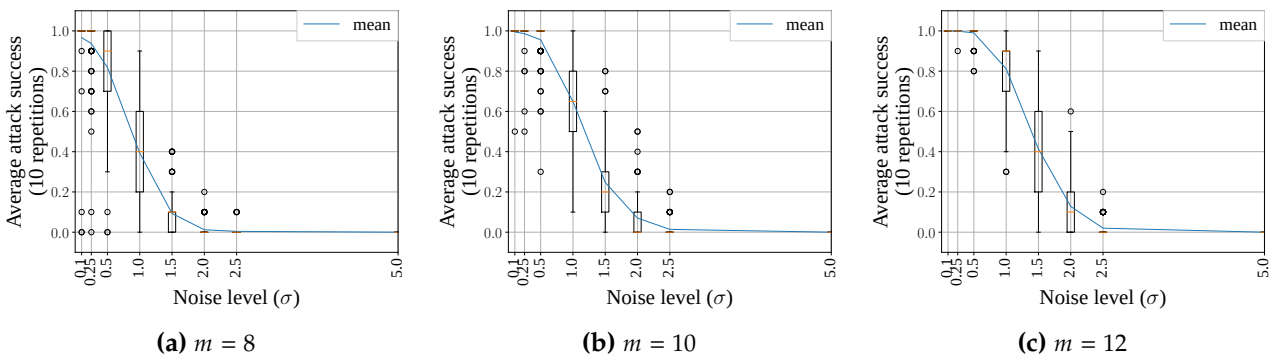 mean
1.0
0.8
0.6
0.4
0.2
0.0
Average attack success
(10 repetitions)
0.1
0.25
0.5
1.0
1.5
2.0
2.5
5.0
Noise level (σ)
(a) m = 8
mean
1.0
0.8
0.6
0.4
0.2
0.0
Average attack success
(10 repetitions)
0.1
0.25
0.5
1.0
1.5
2.0
2.5
5.0
Noise level (σ)
(b) m = 10
mean
1.0
0.8
0.6
0.4
0.2
0.0
Average attack success
(10 repetitions)
0.1
0.25
0.5
1.0
1.5
2.0
2.5
5.0
Noise level (σ)
(c) m = 12